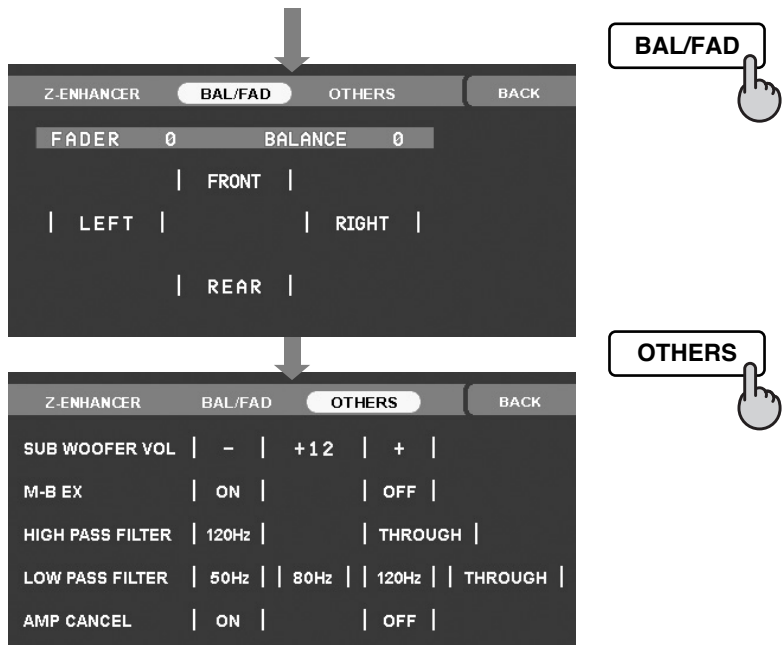 BAL/FAD
Z-ENHANCER BAL/FAD OTHERS BACK
FADER 0 BALANCE 0
FRONT
LEFT RIGHT
REAR
OTHERS
Z-ENHANCER BAL/FAD OTHERS BACK
SUB WOOFER VOL - +12 +
M-B EX ON OFF
HIGH PASS FILTER 120Hz THROUGH
LOW PASS FILTER 50Hz 80Hz 120Hz THROUGH
AMP CANCEL ON OFF